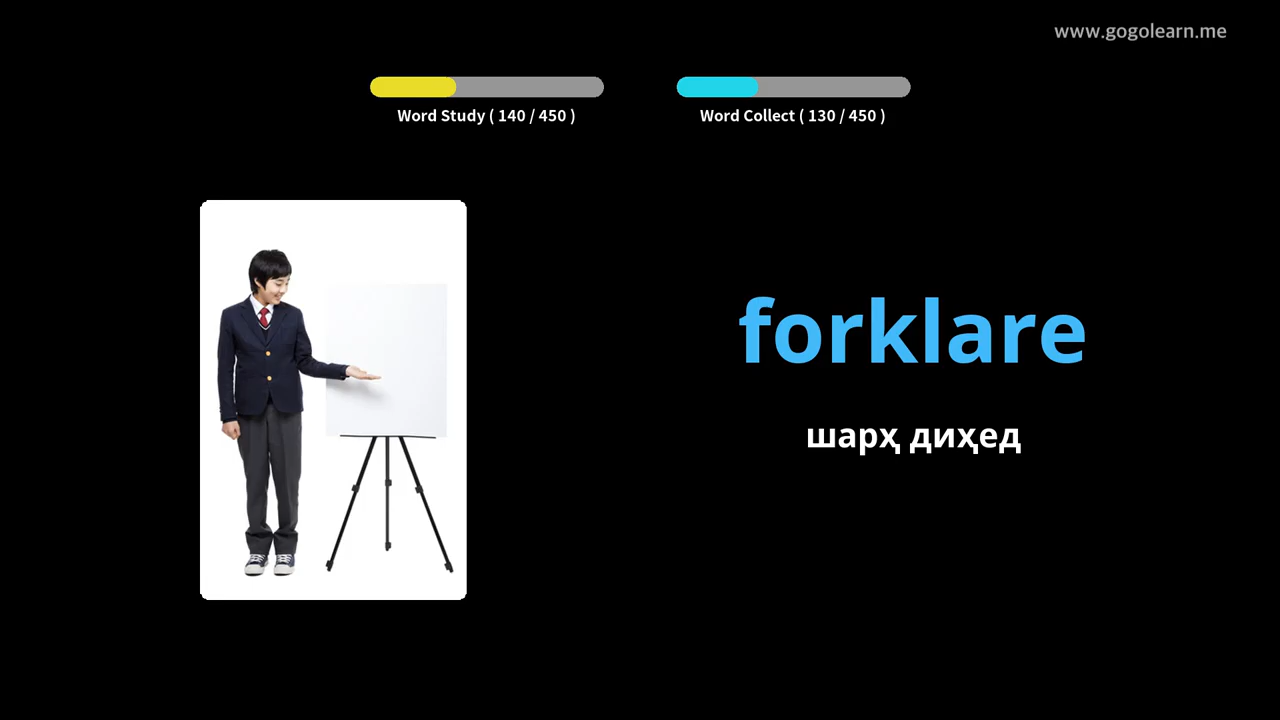 www.gogolearn.me
Word Study ( 140 / 450 )
Word Collect ( 130 / 450 )
forklare
шарҳ диҳед